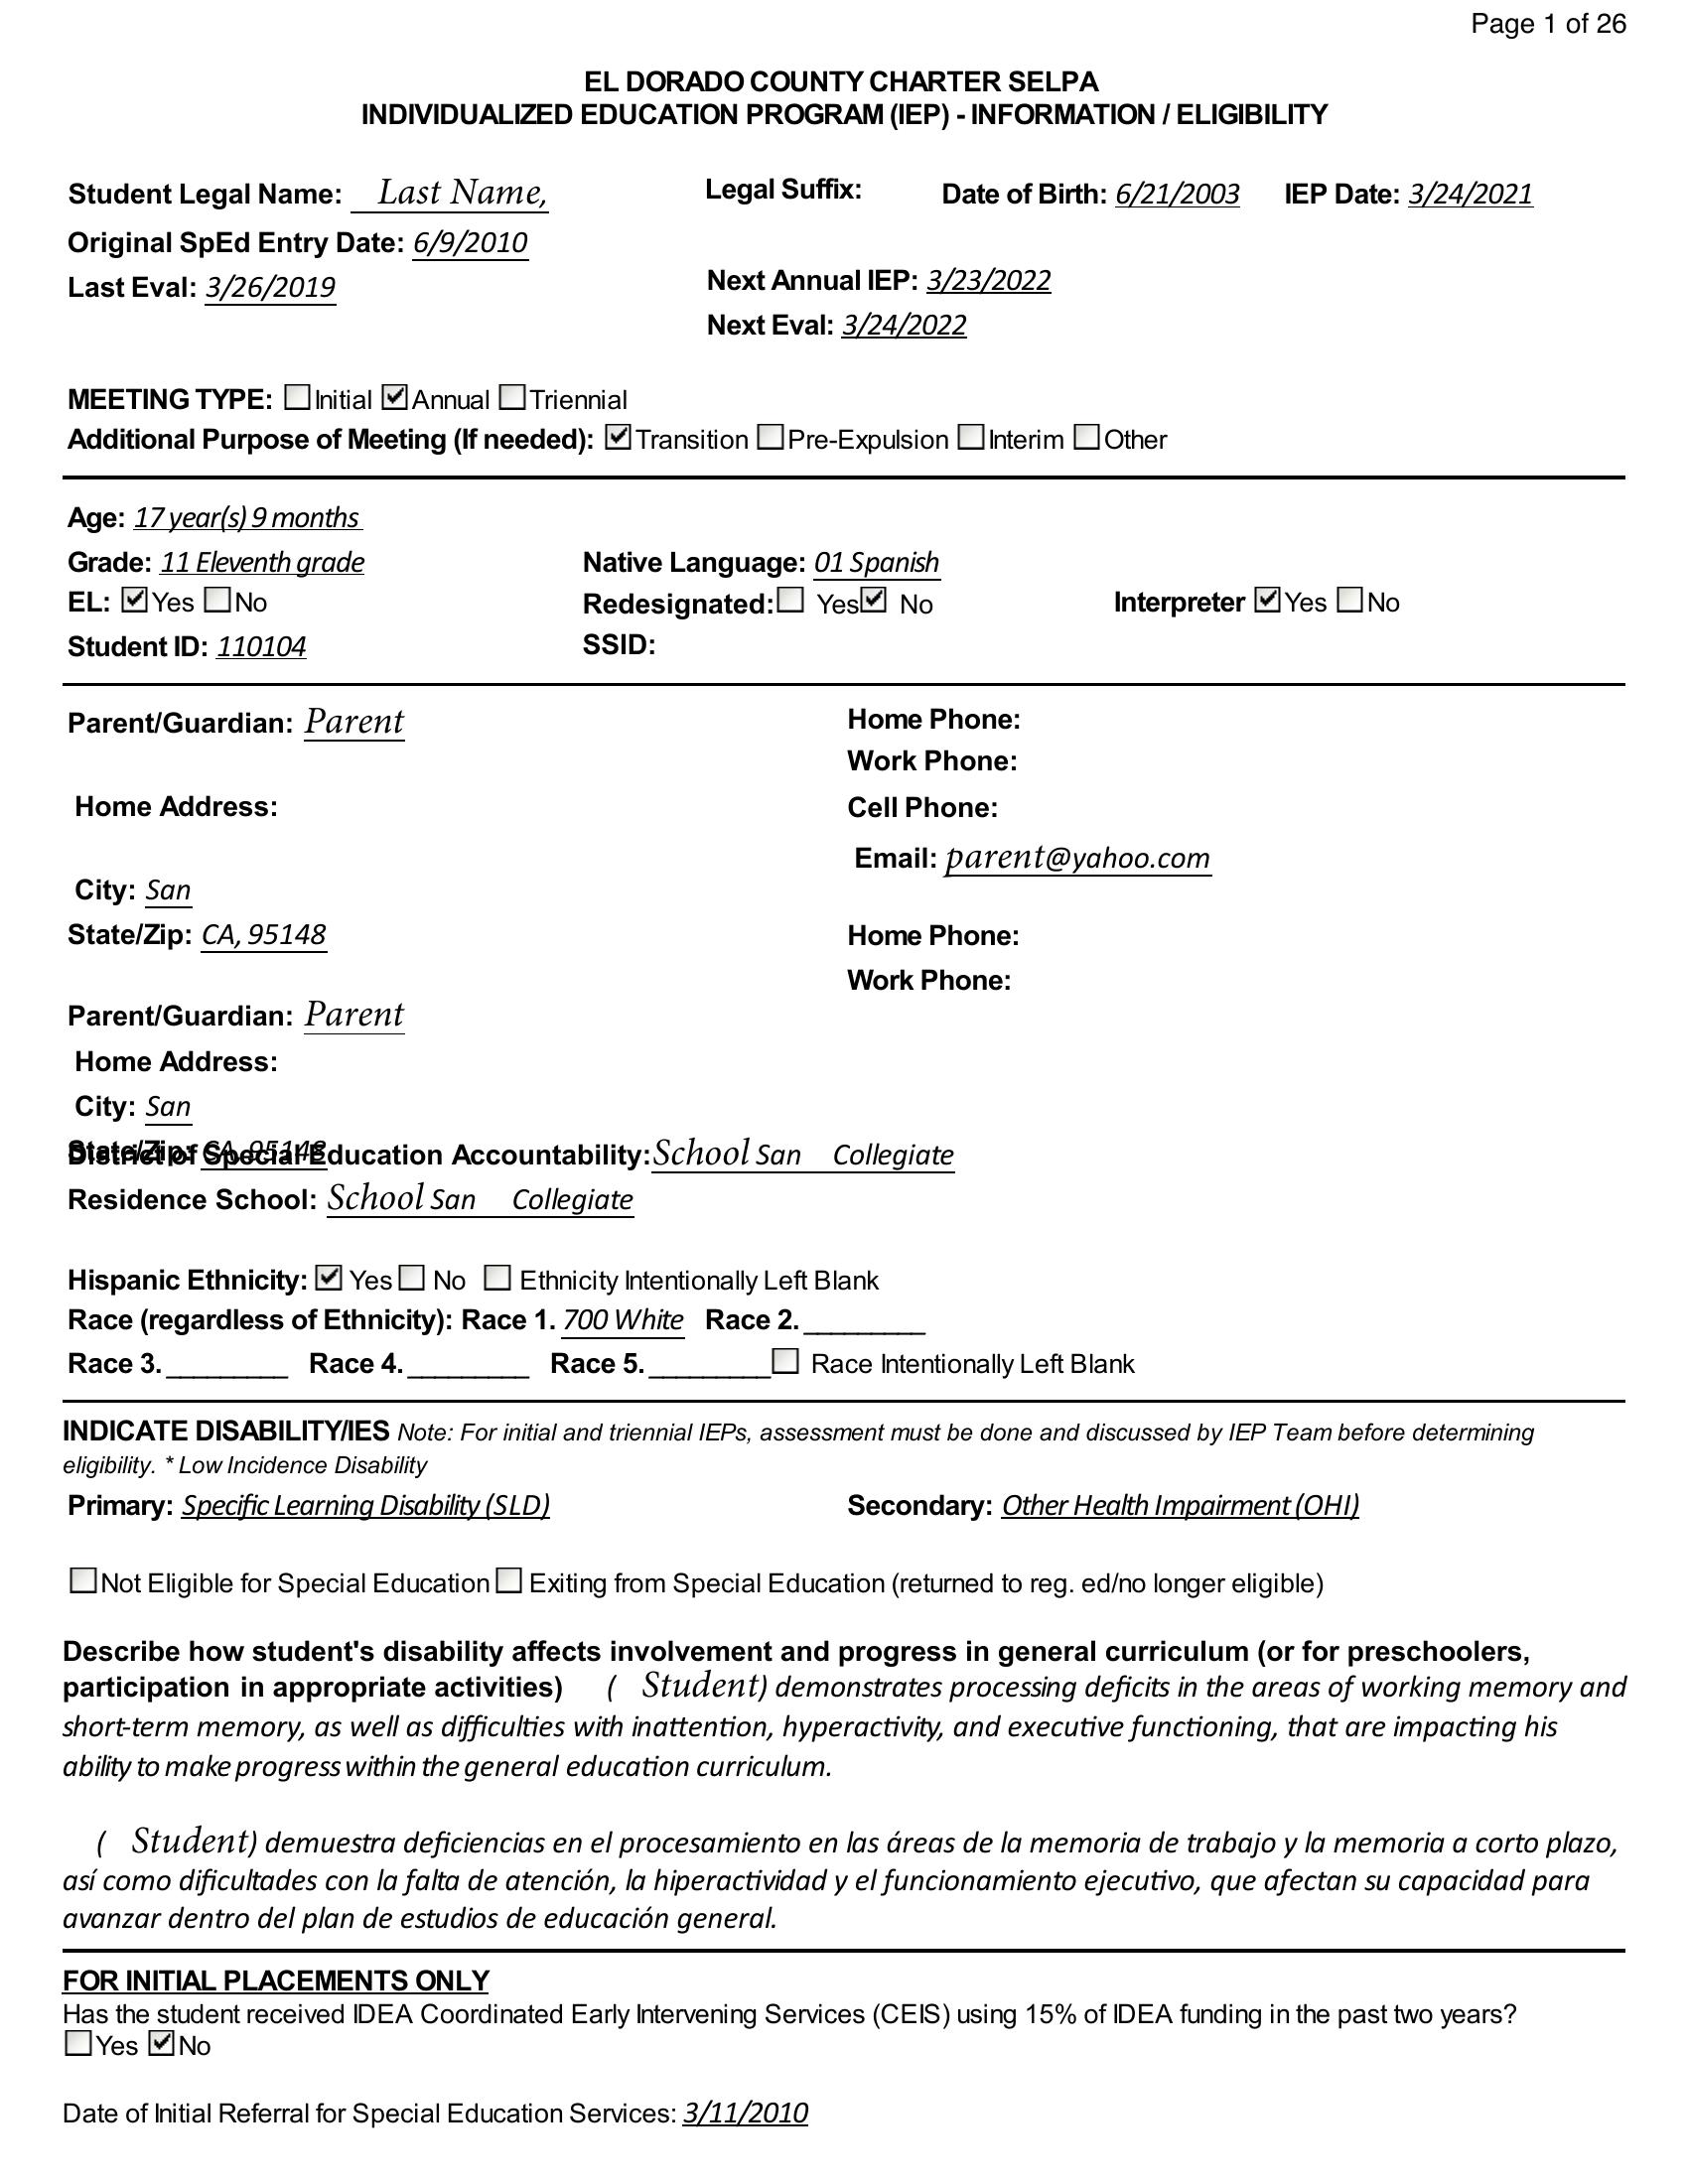 Page 1 of 26
EL DORADO COUNTY CHARTER SELPA
INDIVIDUALIZED EDUCATION PROGRAM (IEP) - INFORMATION / ELIGIBILITY
Student Legal Name: Last Name, Legal Suffix: Date of Birth: 6/21/2003 IEP Date: 3/24/2021
Original SpEd Entry Date: 6/9/2010
Last Eval: 3/26/2019 Next Annual IEP: 3/23/2022
Next Eval: 3/24/2022
MEETING TYPE: ☐Initial ☑Annual ☐Triennial
Additional Purpose of Meeting (If needed): ☑Transition ☐Pre-Expulsion ☐Interim ☐Other
Age: 17 year(s) 9 months
Grade: 11 Eleventh grade Native Language: 01 Spanish
EL: ☑Yes ☐No Redesignated:☐ Yes☑ No Interpreter ☑Yes ☐No
Student ID: 110104 SSID:
Parent/Guardian: Parent Home Phone:
Work Phone:
Home Address: Cell Phone:
Email: parent@yahoo.com
City: San
State/Zip: CA, 95148 Home Phone:
Work Phone:
Parent/Guardian: Parent
Home Address:
City: San
State/Zip: CA, 95148
District of Special Education Accountability: School San Collegiate
Residence School: School San Collegiate
Hispanic Ethnicity: ☑ Yes ☐ No ☐ Ethnicity Intentionally Left Blank
Race (regardless of Ethnicity): Race 1. 700 White Race 2. _________
Race 3. _________ Race 4. _________ Race 5. _________☐ Race Intentionally Left Blank
INDICATE DISABILITY/IES Note: For initial and triennial IEPs, assessment must be done and discussed by IEP Team before determining
eligibility. * Low Incidence Disability
Primary: Specific Learning Disability (SLD) Secondary: Other Health Impairment (OHI)
☐Not Eligible for Special Education ☐ Exiting from Special Education (returned to reg. ed/no longer eligible)
Describe how student's disability affects involvement and progress in general curriculum (or for preschoolers,
participation in appropriate activities) ( Student) demonstrates processing deficits in the areas of working memory and
short-term memory, as well as difficulties with inattention, hyperactivity, and executive functioning, that are impacting his
ability to make progress within the general education curriculum.
( Student) demuestra deficiencias en el procesamiento en las áreas de la memoria de trabajo y la memoria a corto plazo,
así como dificultades con la falta de atención, la hiperactividad y el funcionamiento ejecutivo, que afectan su capacidad para
avanzar dentro del plan de estudios de educación general.
FOR INITIAL PLACEMENTS ONLY
Has the student received IDEA Coordinated Early Intervening Services (CEIS) using 15% of IDEA funding in the past two years?
☐Yes ☑No
Date of Initial Referral for Special Education Services: 3/11/2010